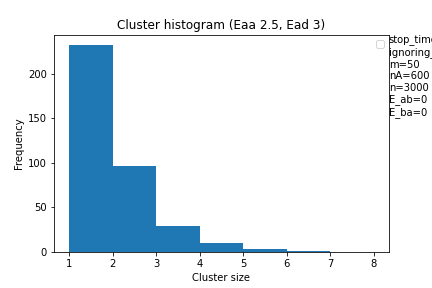 Cluster histogram (Eaa 2.5, Ead 3)
stop_time
ignoring_
m=50
nA=600
n=3000
E_ab=0
E_ba=0
200
150
100
50
0
Frequency
1 2 3 4 5 6 7 8
Cluster size